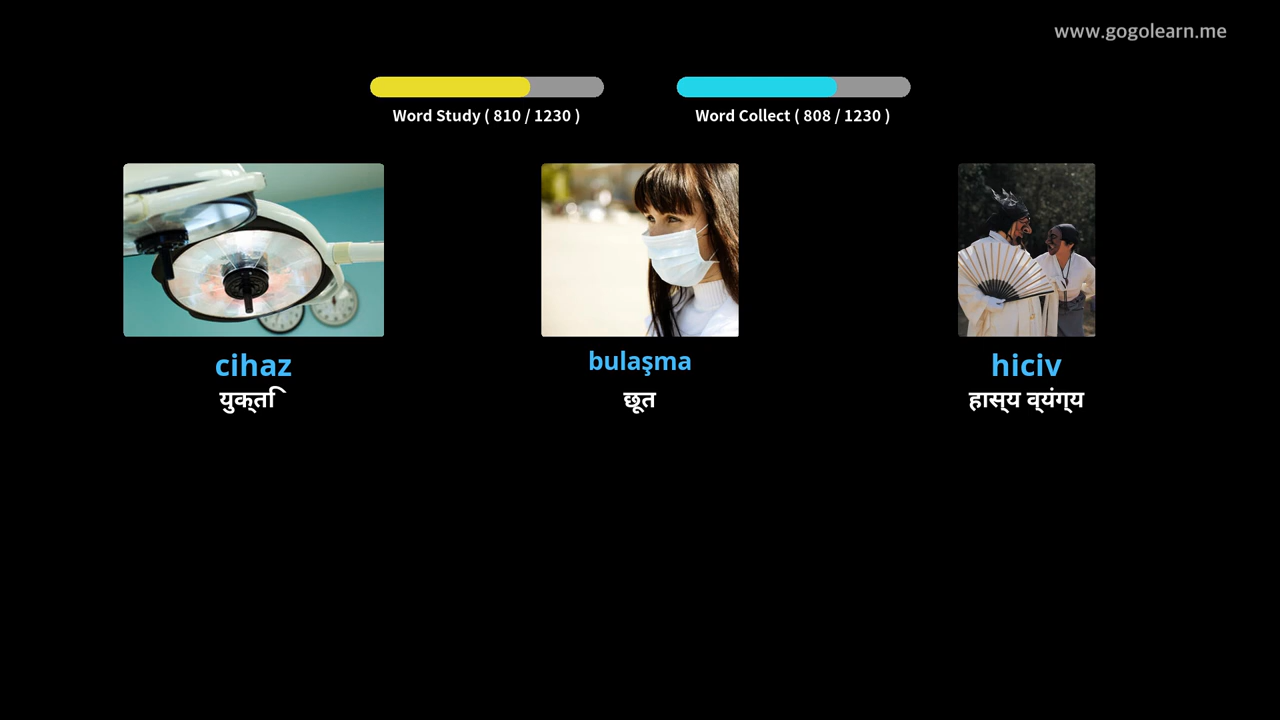 www.gogolearn.me
Word Study ( 810 / 1230 )
Word Collect ( 808 / 1230 )
cihaz
युक्ति
bulaşma
छूत
hiciv
हास्य व्यंग्य